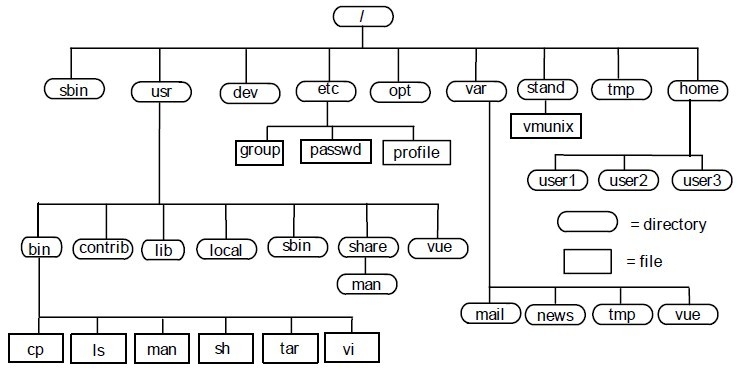 /
sbin usr dev etc opt var stand tmp home
vmunix
group passwd profile
user1 user2 user3
= directory
bin contrib lib local sbin share vue
= file
man
mail news tmp vue
cp ls man sh tar vi